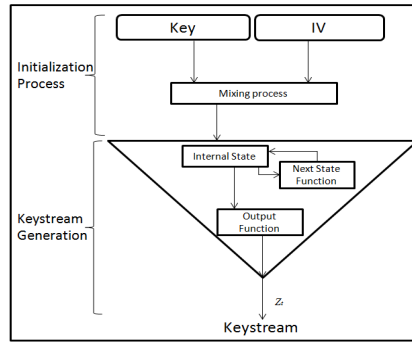 Key
IV
Initialization
Process
Mixing process
Internal State
Next State
Function
Keystream
Generation
Output
Function
Zt
Keystream